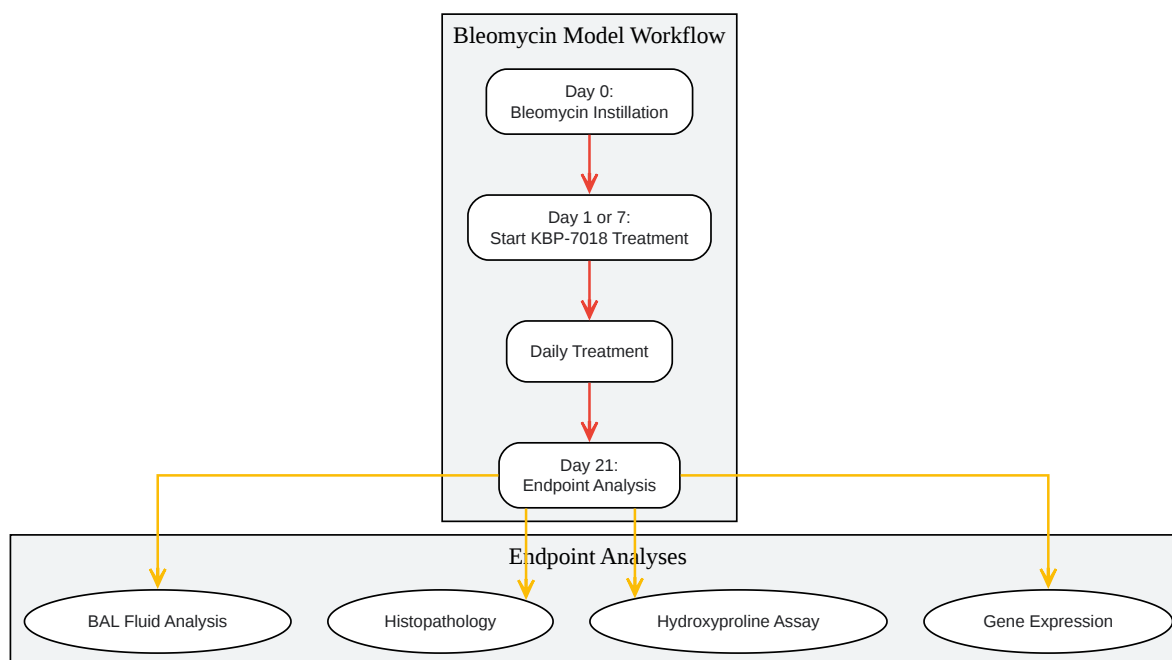 Bleomycin Model Workflow
Day 0:
Bleomycin Instillation
Day 1 or 7:
Start KBP-7018 Treatment
Daily Treatment
Day 21:
Endpoint Analysis
Endpoint Analyses
BAL Fluid Analysis
Histopathology
Hydroxyproline Assay
Gene Expression